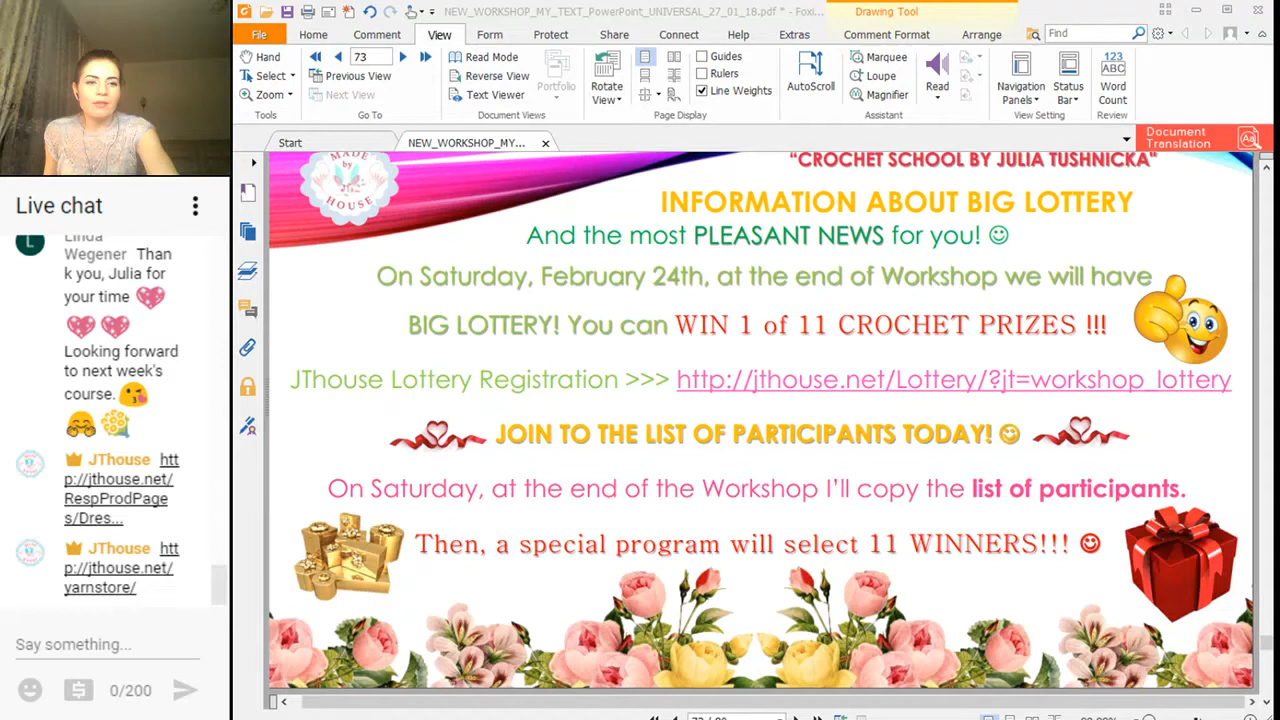 NEW_WORKSHOP_MY_TEXT_PowerPoint_UNIVERSAL_27_01_18.pdf * - Foxi...
Drawing Tool
File Home Comment View Form Protect Share Connect Help Extras Comment Format Arrange Find
Hand 73 Read Mode Guides Marquee 123
Select Previous View Reverse View Rulers Loupe ABC
Zoom Next View Text Viewer Portfolio Rotate View Line Weights AutoScroll Magnifier Read Navigation Panels Status Bar Word Count
Tools Go To Document Views Page Display Assistant View Setting Review
Start NEW_WORKSHOP_MY... Document Translation
Live chat
L
Linda
Wegener Than
k you, Julia for
your time
Looking forward
to next week's
course.
JThouse htt
p://jthouse.net/
RespProdPage
s/Dres...
JThouse htt
p://jthouse.net/
yarnstore/
Say something...
0/200
MADE
by
HOUSE
"CROCHET SCHOOL BY JULIA TUSHNICKA"
INFORMATION ABOUT BIG LOTTERY
And the most PLEASANT NEWS for you! ☺
On Saturday, February 24th, at the end of Workshop we will have
BIG LOTTERY! You can WIN 1 of 11 CROCHET PRIZES !!!
JThouse Lottery Registration >>> http://jthouse.net/Lottery/?jt=workshop_lottery
JOIN TO THE LIST OF PARTICIPANTS TODAY! ☺
On Saturday, at the end of the Workshop I'll copy the list of participants.
Then, a special program will select 11 WINNERS!!! ☺